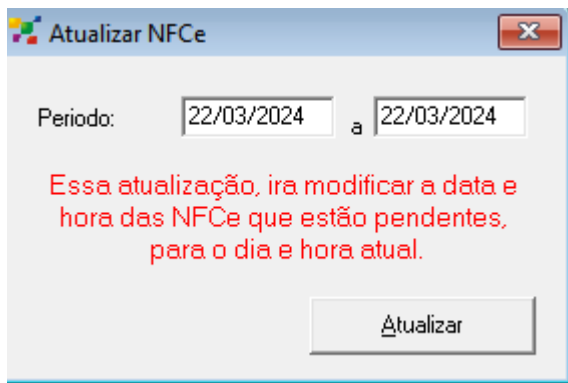 Atualizar NFCe
Periodo: 22/03/2024 a 22/03/2024
Essa atualização, ira modificar a data e
hora das NFCe que estão pendentes,
para o dia e hora atual.
Atualizar